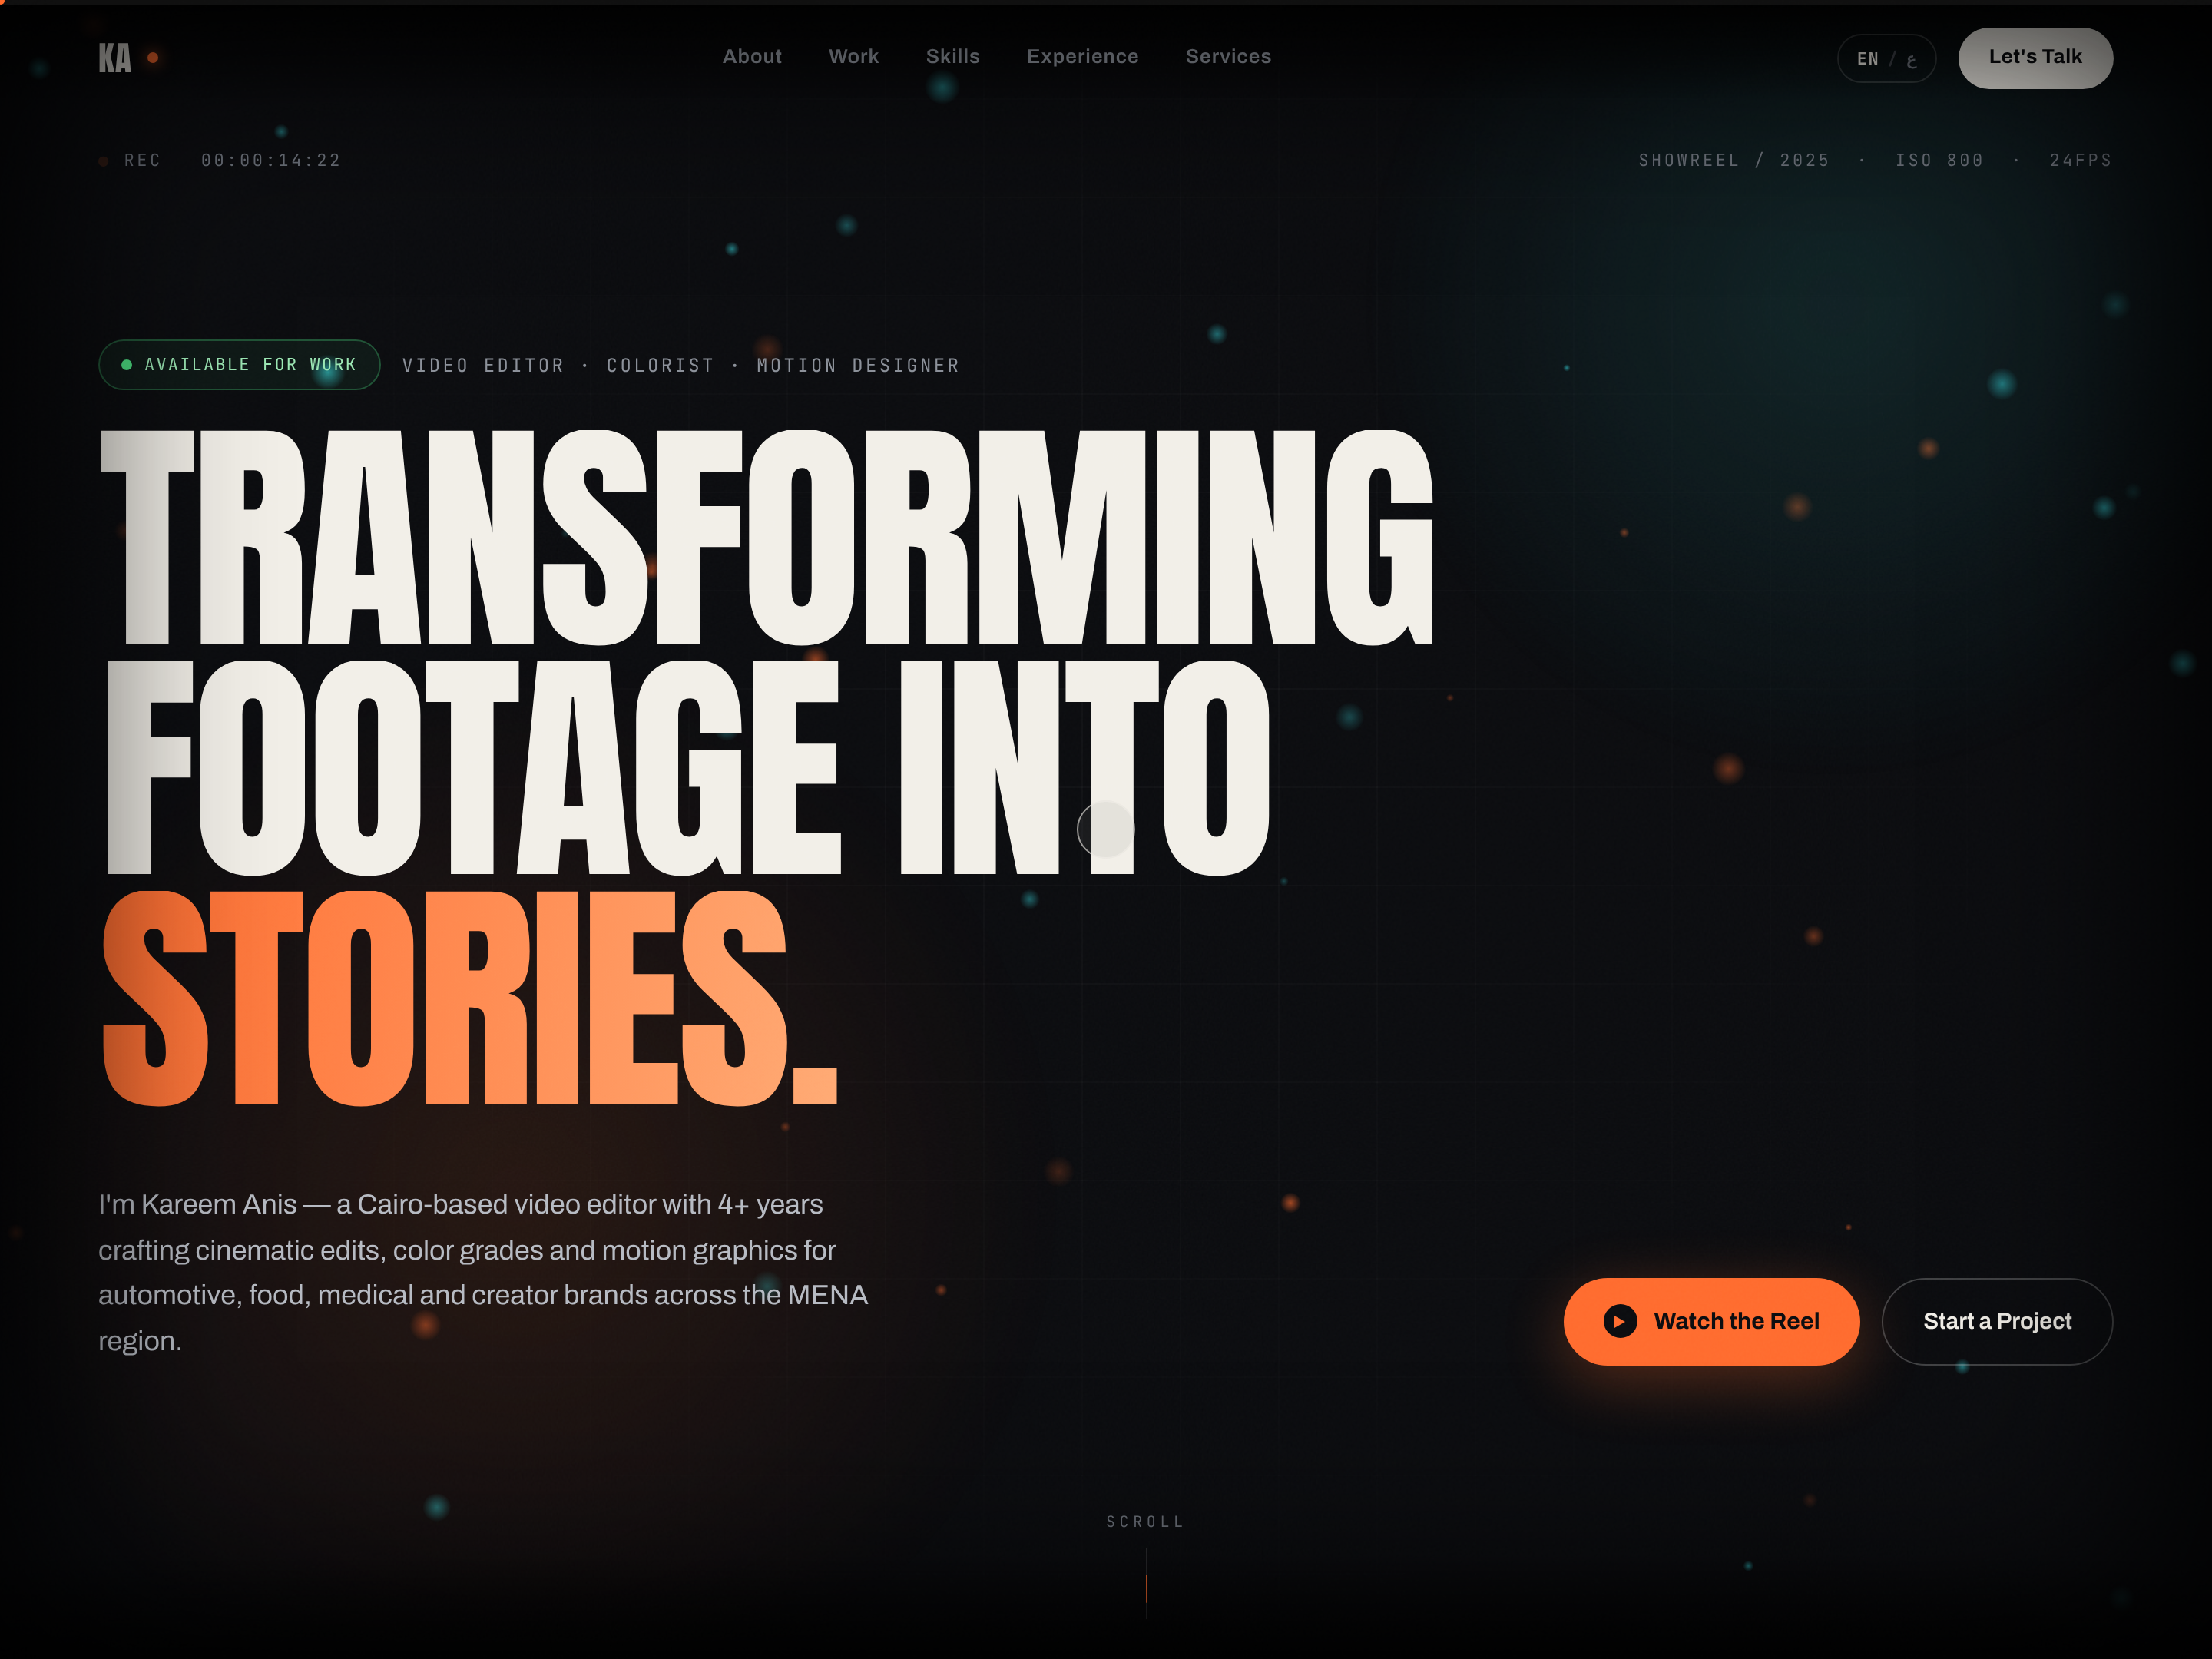 KA
About Work Skills Experience Services
EN / ع
Let's Talk
REC 00:00:14:22
SHOWREEL / 2025 · ISO 800 · 24FPS
AVAILABLE FOR WORK
VIDEO EDITOR · COLORIST · MOTION DESIGNER
TRANSFORMING
FOOTAGE INTO
STORIES.
I'm Kareem Anis — a Cairo-based video editor with 4+ years
crafting cinematic edits, color grades and motion graphics for
automotive, food, medical and creator brands across the MENA
region.
Watch the Reel
Start a Project
SCROLL